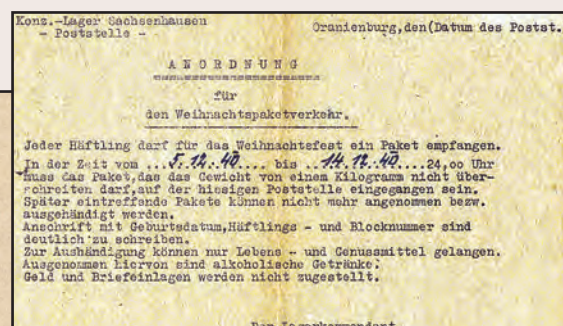 Konz.-Lager Sachsenhausen
- Poststelle -
Oranienburg,den(Datum des Postst.
A N O R D N U N G
für
den Weihnachtspaketverkehr.
Jeder Häftling darf für das Weihnachtsfest ein Paket empfangen.
In der Zeit vom ...5.12.40.... bis ..14.12.40....24,oo Uhr
muss das Paket,das das Gewicht von einem Kilogramm nicht über-
schreiten darf,auf der hiesigen Poststelle eingegangen sein.
Später eintreffende Pakete können nicht mehr angenommen bezw.
ausgehändigt werden.
Anschrift mit Geburtsdatum,Häftlings - und Blocknummer sind
deutlich zu schreiben.
Zur Aushändigung können nur Lebens - und Genussmittel gelangen.
Ausgenommen hiervon sind alkoholische Getränke.
Geld und Briefeinlagen werden nicht zugestellt.
Der Lagerkommandant